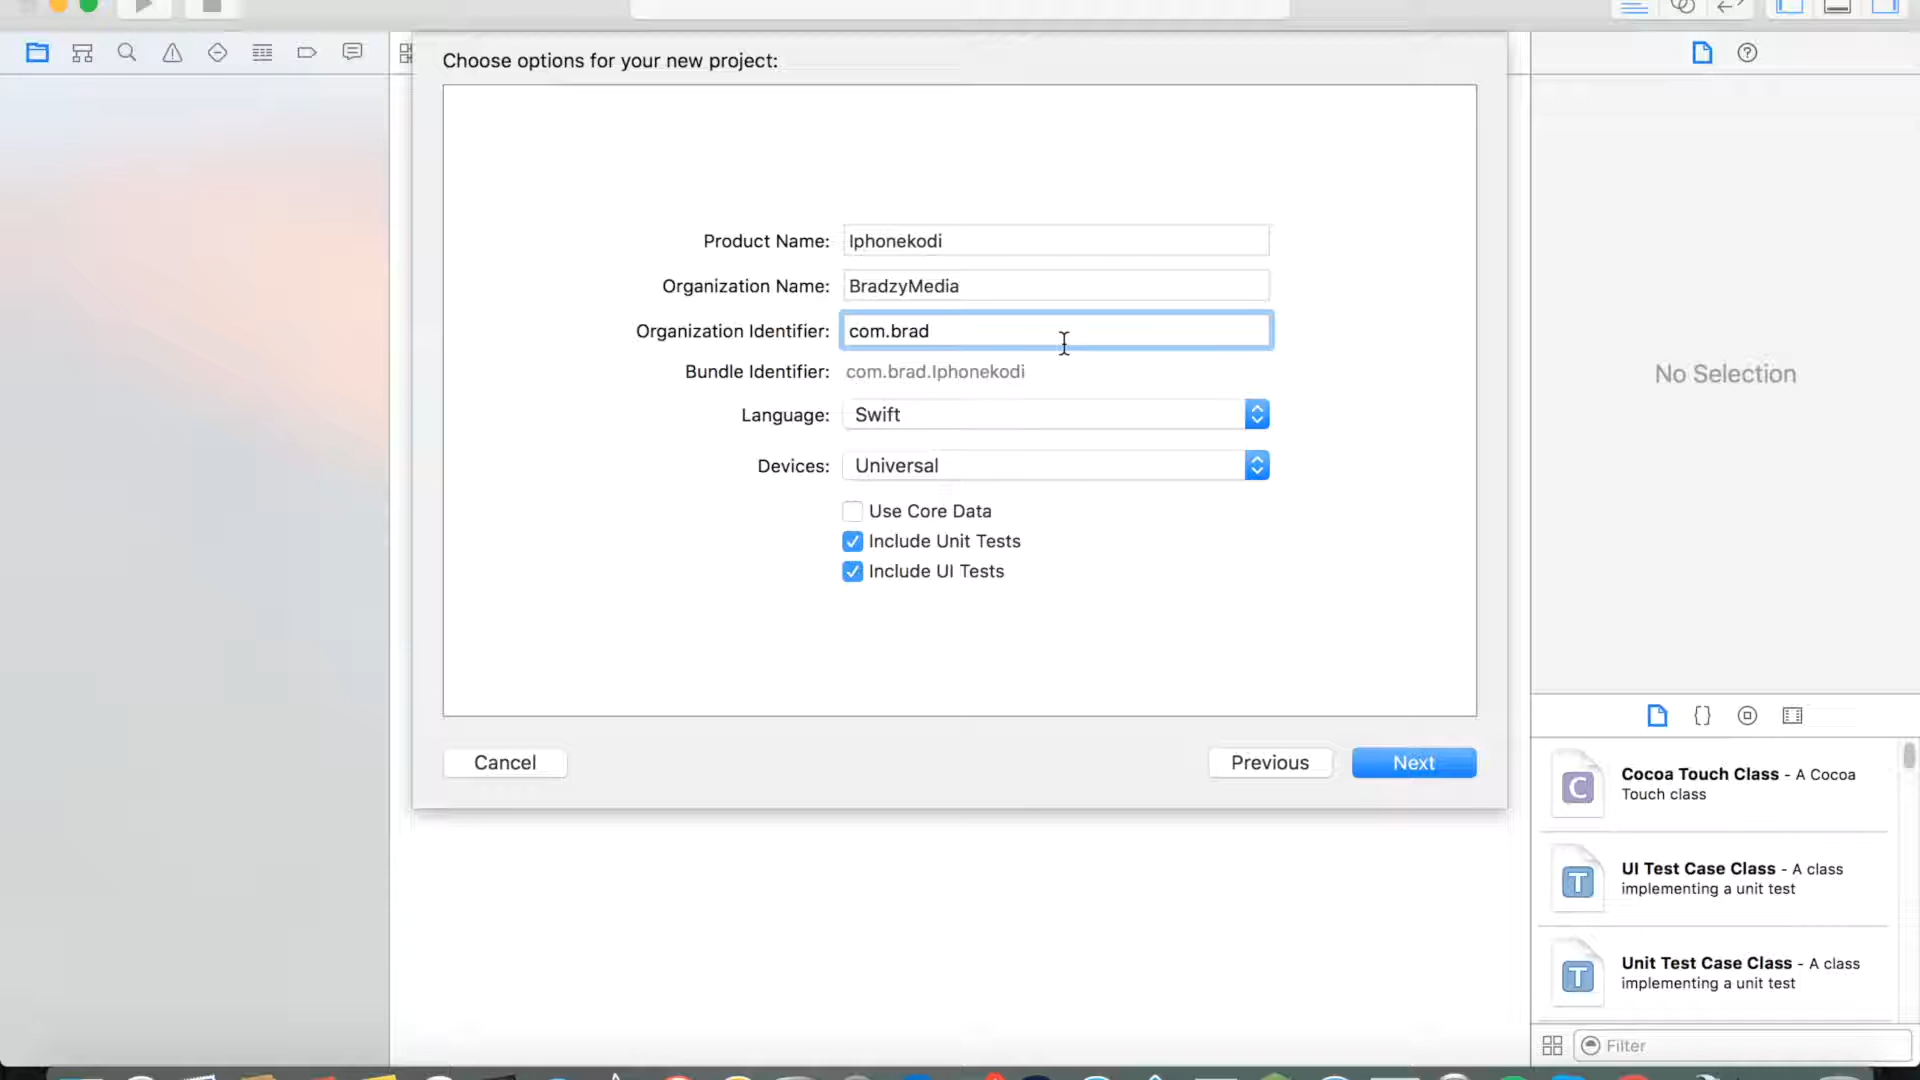 Choose options for your new project:
Product Name: Iphonekodi
Organization Name: BradzyMedia
Organization Identifier: com.brad
Bundle Identifier: com.brad.Iphonekodi
Language: Swift
Devices: Universal
Use Core Data
Include Unit Tests
Include UI Tests
Cancel
Previous
Next
No Selection
{}
C
Cocoa Touch Class - A Cocoa
Touch class
T
UI Test Case Class - A class
implementing a unit test
T
Unit Test Case Class - A class
implementing a unit test
Filter